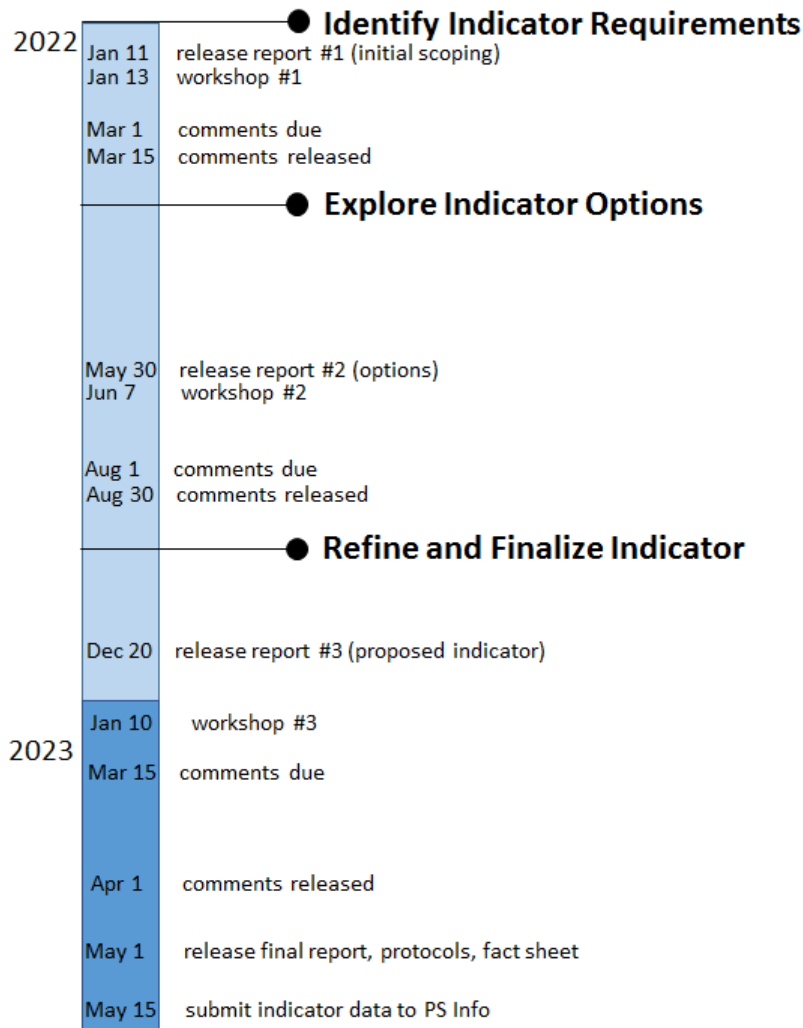 Identify Indicator Requirements
2022
Jan 11 release report #1 (initial scoping)
Jan 13 workshop #1
Mar 1 comments due
Mar 15 comments released
Explore Indicator Options
May 30 release report #2 (options)
Jun 7 workshop #2
Aug 1 comments due
Aug 30 comments released
Refine and Finalize Indicator
Dec 20 release report #3 (proposed indicator)
Jan 10 workshop #3
2023
Mar 15 comments due
Apr 1 comments released
May 1 release final report, protocols, fact sheet
May 15 submit indicator data to PS Info